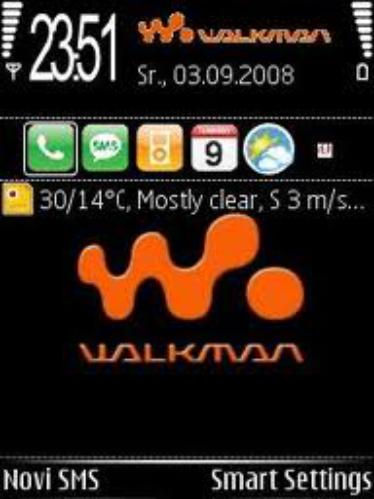 23:51
WALKMAN
Sr., 03.09.2008
SMS
TUESDAY
9
30/14°C, Mostly clear, S 3 m/s...
WALKMAN
Novi SMS
Smart Settings